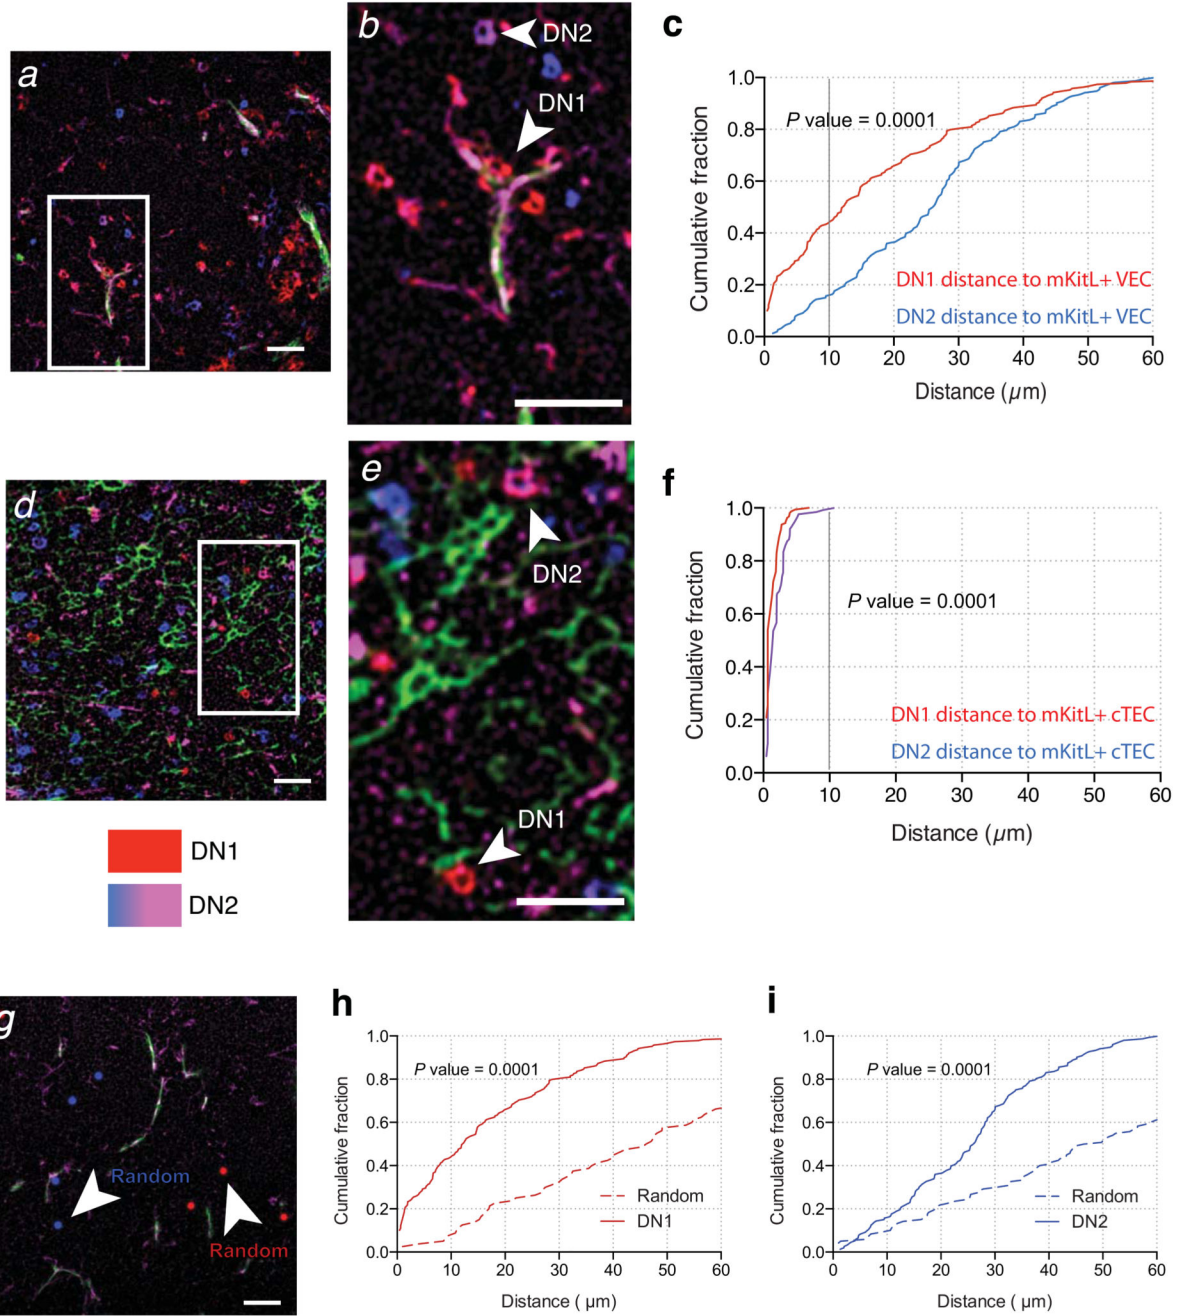 a
b
DN2
DN1
c
1.0
0.8
0.6
0.4
0.2
0.0
Cumulative fraction
P value = 0.0001
DN1 distance to mKitL+ VEC
DN2 distance to mKitL+ VEC
0 10 20 30 40 50 60
Distance (µm)
d
DN1
DN2
e
DN2
DN1
f
1.0
0.8
0.6
0.4
0.2
0.0
Cumulative fraction
P value = 0.0001
DN1 distance to mKitL+ cTEC
DN2 distance to mKitL+ cTEC
0 10 20 30 40 50 60
Distance (µm)
g
Random
Random
h
1.0
0.8
0.6
0.4
0.2
0.0
Cumulative fraction
P value = 0.0001
Random
DN1
0 10 20 30 40 50 60
Distance ( µm)
i
1.0
0.8
0.6
0.4
0.2
0.0
Cumulative fraction
P value = 0.0001
Random
DN2
0 10 20 30 40 50 60
Distance ( µm)